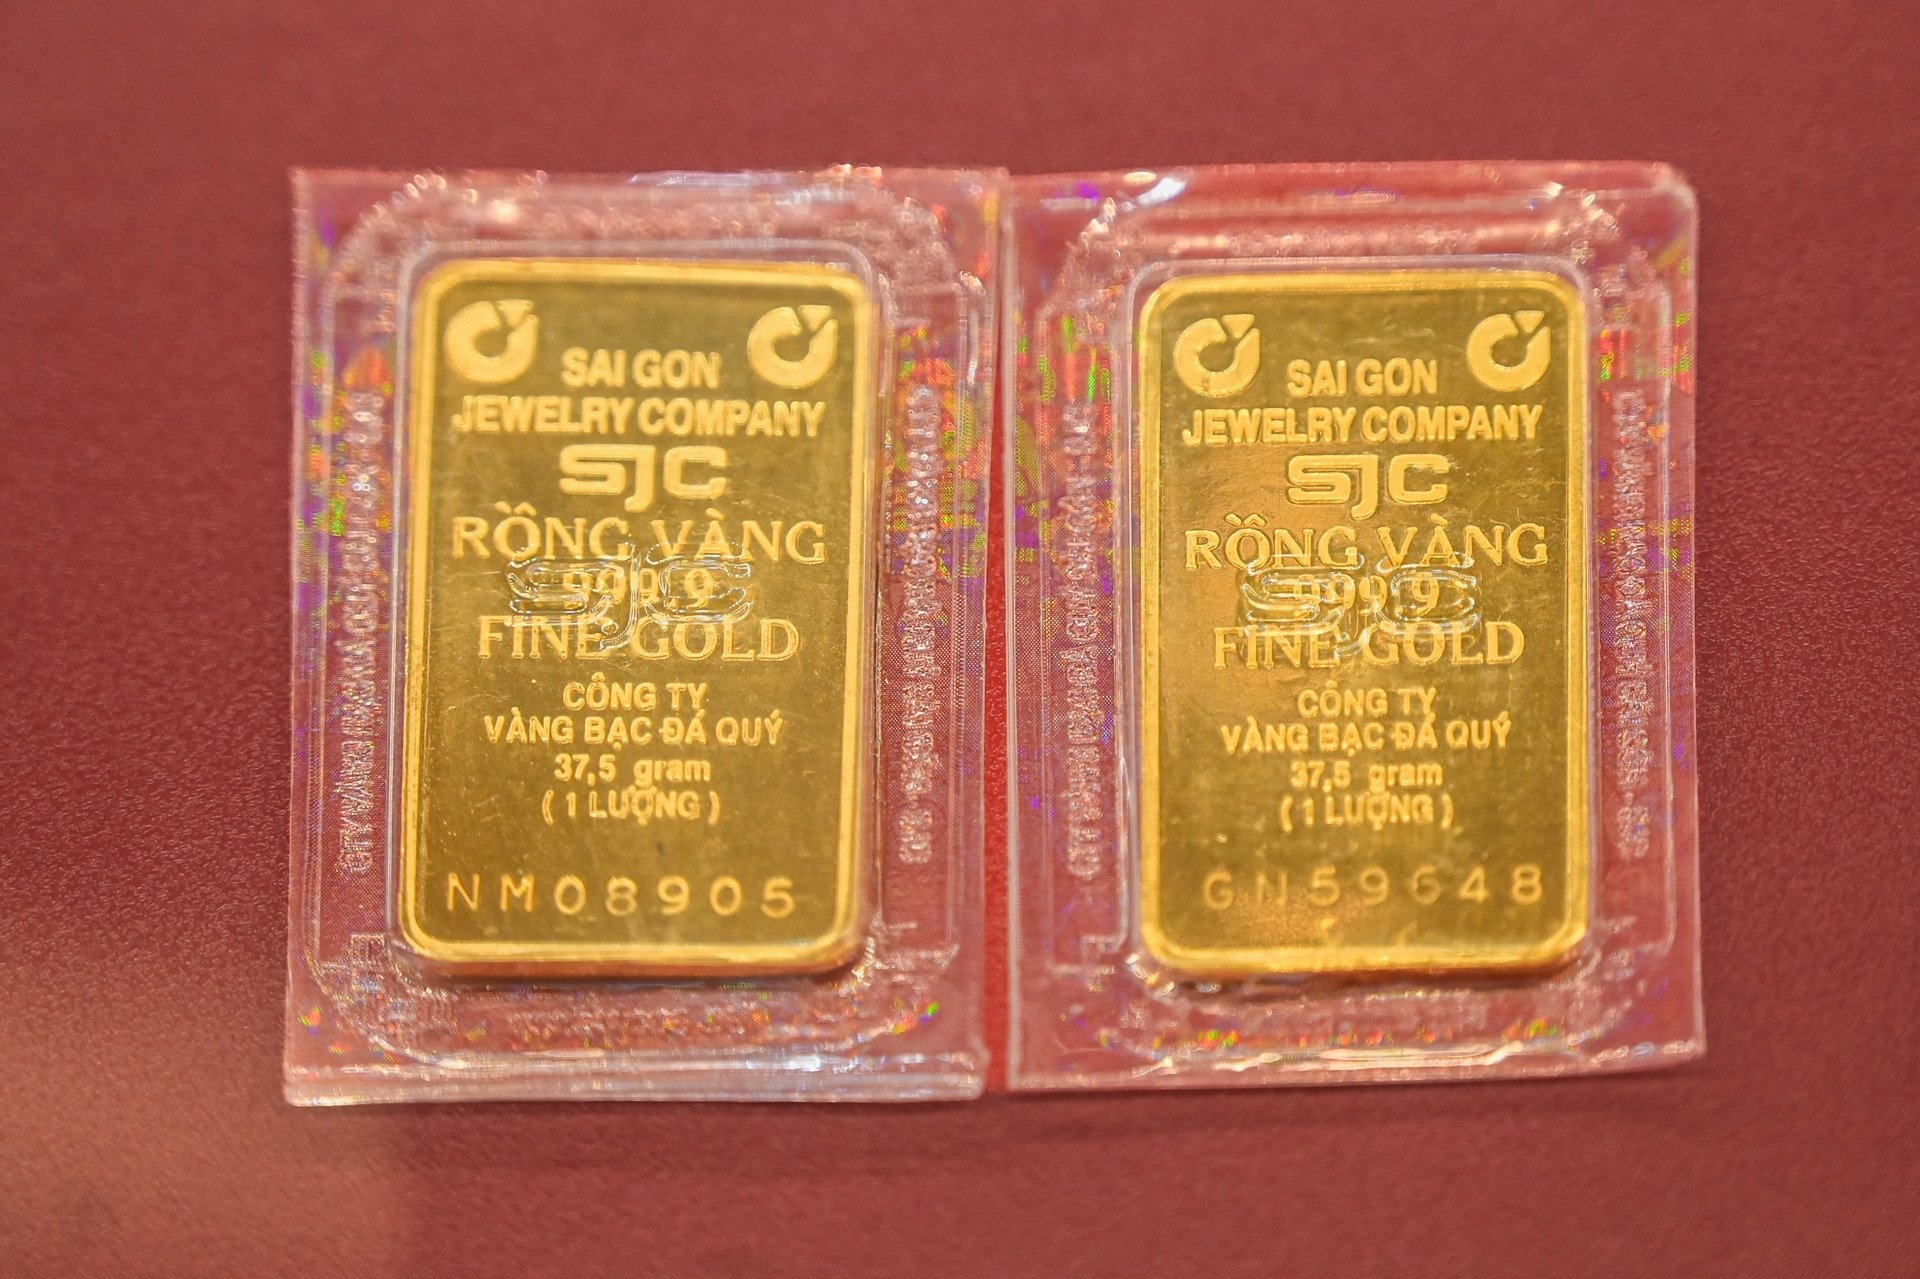 SAI GON
JEWELRY COMPANY
SJC
RỒNG VÀNG
999,9
FINE GOLD
CÔNG TY
VÀNG BẠC ĐÁ QUÝ
37,5 gram
( 1 LƯỢNG )
NM08905
SAI GON
JEWELRY COMPANY
SJC
RỒNG VÀNG
999,9
FINE GOLD
CÔNG TY
VÀNG BẠC ĐÁ QUÝ
37,5 gram
( 1 LƯỢNG )
GN59648
SJC
SJC